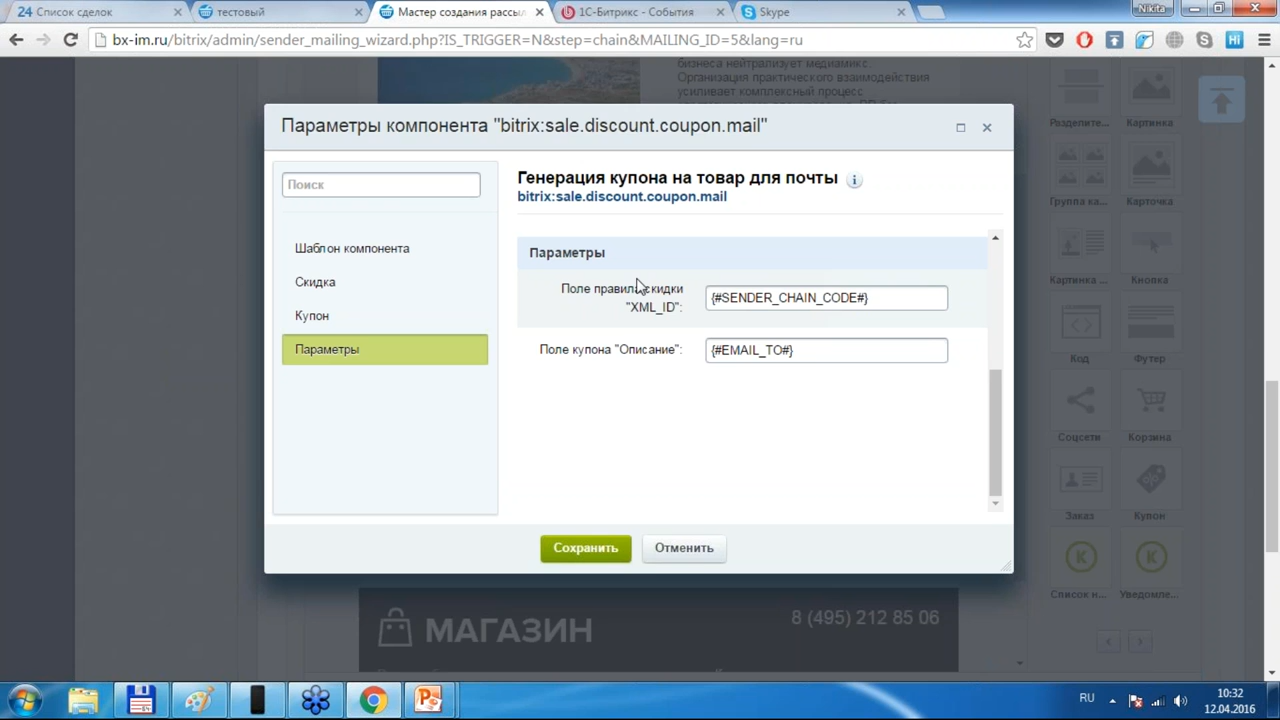 24 Список сделок
тестовый
Мастер создания рассыл
1С-Битрикс - События
Skype
Nikita
bx-im.ru/bitrix/admin/sender_mailing_wizard.php?IS_TRIGGER=N&step=chain&MAILING_ID=5&lang=ru
бизнеса нейтрализует медиамикс.
Организация практического взаимодействия
усиливает комплексный процесс
Параметры компонента "bitrix:sale.discount.coupon.mail"
Поиск
Шаблон компонента
Скидка
Купон
Параметры
Генерация купона на товар для почты
bitrix:sale.discount.coupon.mail
Параметры
Поле правила скидки
"XML_ID":
{#SENDER_CHAIN_CODE#}
Поле купона "Описание":
{#EMAIL_TO#}
Сохранить
Отменить
Разделите...
Картинка
Группа ка...
Карточка
Картинка ...
Кнопка
Код
Футер
Соцсети
Корзина
Заказ
Купон
Список н...
Уведомле...
МАГАЗИН
8 (495) 212 85 06
RU
10:32
12.04.2016